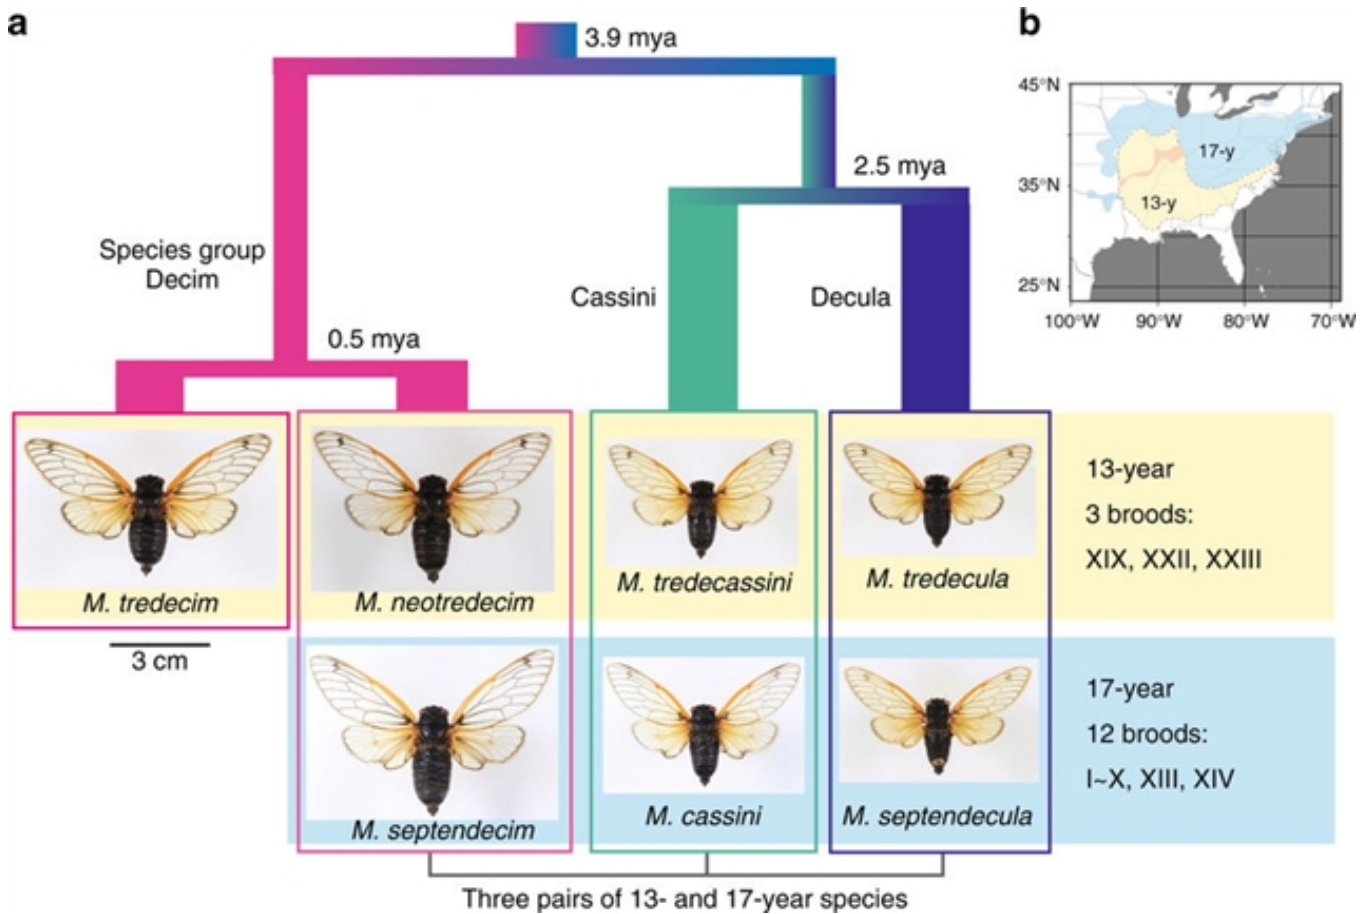 a
3.9 mya
2.5 mya
Species group
Decim
Cassini
Decula
0.5 mya
M. tredecim
M. neotredecim
M. tredecassini
M. tredecula
13-year
3 broods:
XIX, XXII, XXIII
3 cm
M. septendecim
M. cassini
M. septendecula
17-year
12 broods:
I~X, XIII, XIV
Three pairs of 13- and 17-year species
b
45°N
35°N
25°N
17-y
13-y
100°W
90°W
80°W
70°W